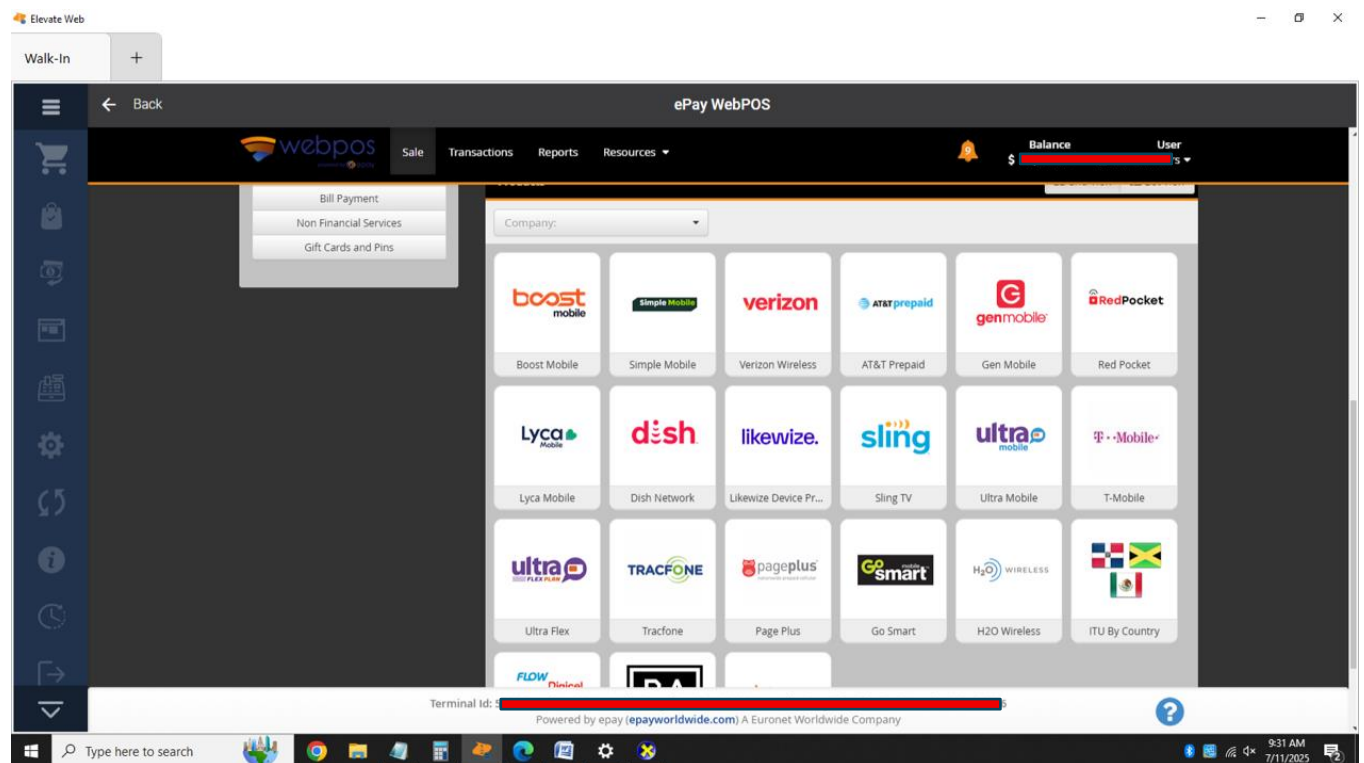 Elevate Web
Walk-In
Back
ePay WebPOS
webpos
Sale
Transactions
Reports
Resources
9
Balance
User
$
's
Products
Bill Payment
Non Financial Services
Gift Cards and Pins
Company:
boost mobile
Simple Mobile
verizon
AT&T prepaid
G genmobile
RedPocket
Boost Mobile
Simple Mobile
Verizon Wireless
AT&T Prepaid
Gen Mobile
Red Pocket
Lyca Mobile
dish
likewize.
sling
ultra mobile
T-Mobile
Lyca Mobile
Dish Network
Likewize Device Pr...
Sling TV
Ultra Mobile
T-Mobile
ultra FLEX PLAN
TRACFONE
pageplus
Go smart mobile
H2O WIRELESS
Ultra Flex
Tracfone
Page Plus
Go Smart
H2O Wireless
ITU By Country
FLOW
Digicel
Terminal Id: 5
Powered by epay (epayworldwide.com) A Euronet Worldwide Company
?
Type here to search
9:31 AM
7/11/2025
2